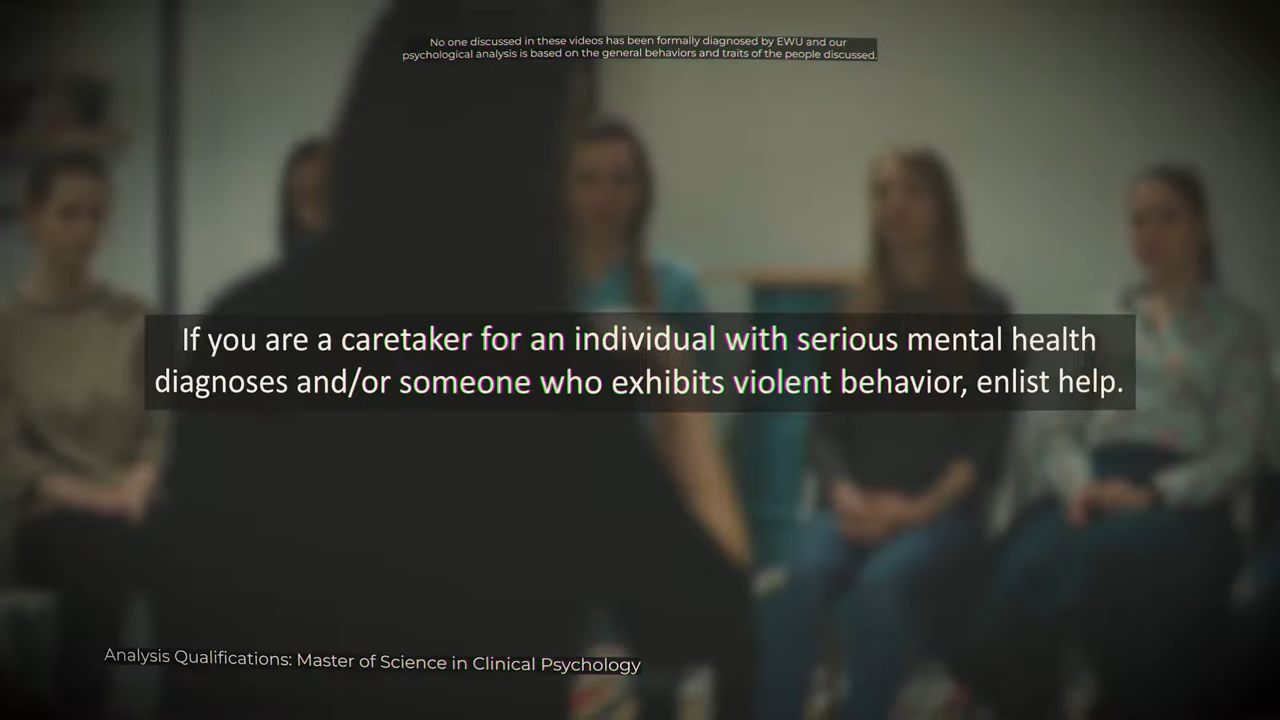 No one discussed in these videos has been formally diagnosed by EWU and our
psychological analysis is based on the general behaviors and traits of the people discussed.
If you are a caretaker for an individual with serious mental health
diagnoses and/or someone who exhibits violent behavior, enlist help.
Analysis Qualifications: Master of Science in Clinical Psychology